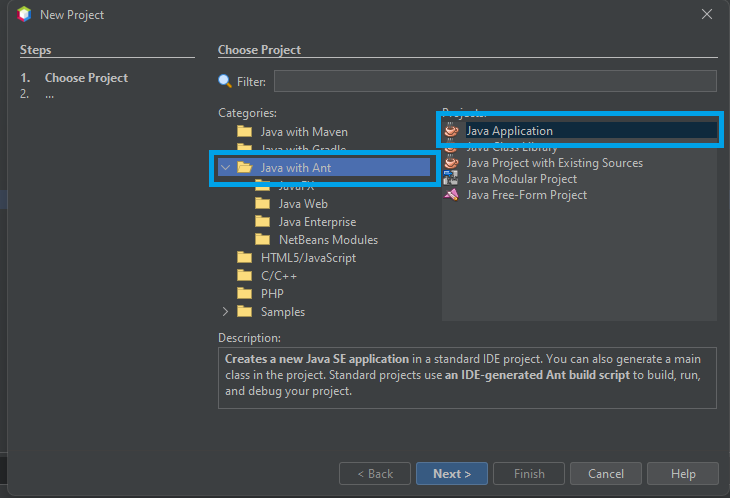 New Project
Steps
1. Choose Project
2. ...
Choose Project
Filter:
Categories:
Java with Maven
Java with Gradle
Java with Ant
JavaFX
Java Web
Java Enterprise
NetBeans Modules
HTML5/JavaScript
C/C++
PHP
Samples
Projects:
Java Application
Java Class Library
Java Project with Existing Sources
Java Modular Project
Java Free-Form Project
Description:
Creates a new Java SE application in a standard IDE project. You can also generate a main
class in the project. Standard projects use an IDE-generated Ant build script to build, run,
and debug your project.
< Back
Next >
Finish
Cancel
Help